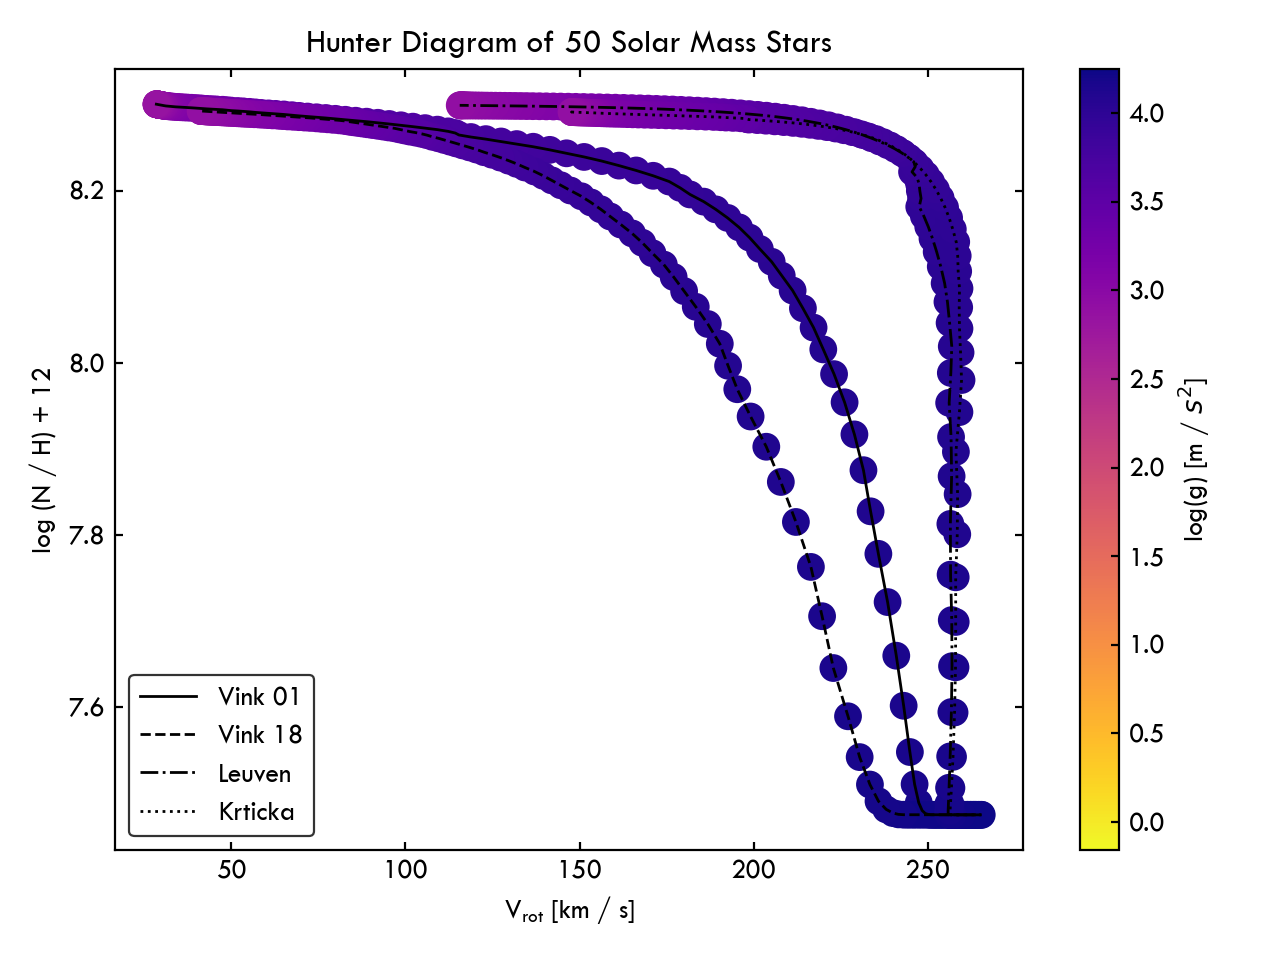 Hunter Diagram of 50 Solar Mass Stars
log (N / H) + 12
8.2
8.0
7.8
7.6
Vink 01
Vink 18
Leuven
Krticka
50
100
150
200
250
V_rot [km / s]
4.0
3.5
3.0
2.5
2.0
1.5
1.0
0.5
0.0
log(g) [m / s²]